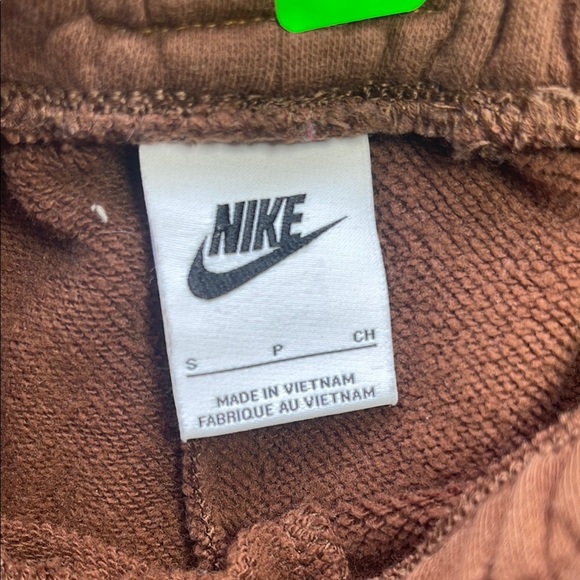 NIKE
S P CH
MADE IN VIETNAM
FABRIQUE AU VIETNAM